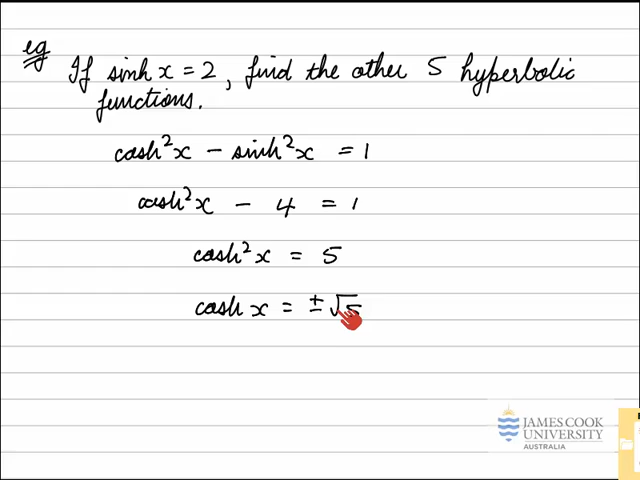 eg
If sinh x = 2, find the other 5 hyperbolic
functions.
cosh²x − sinh²x = 1
cosh²x − 4 = 1
cosh²x = 5
cosh x = ±√5
JAMES COOK
UNIVERSITY
AUSTRALIA